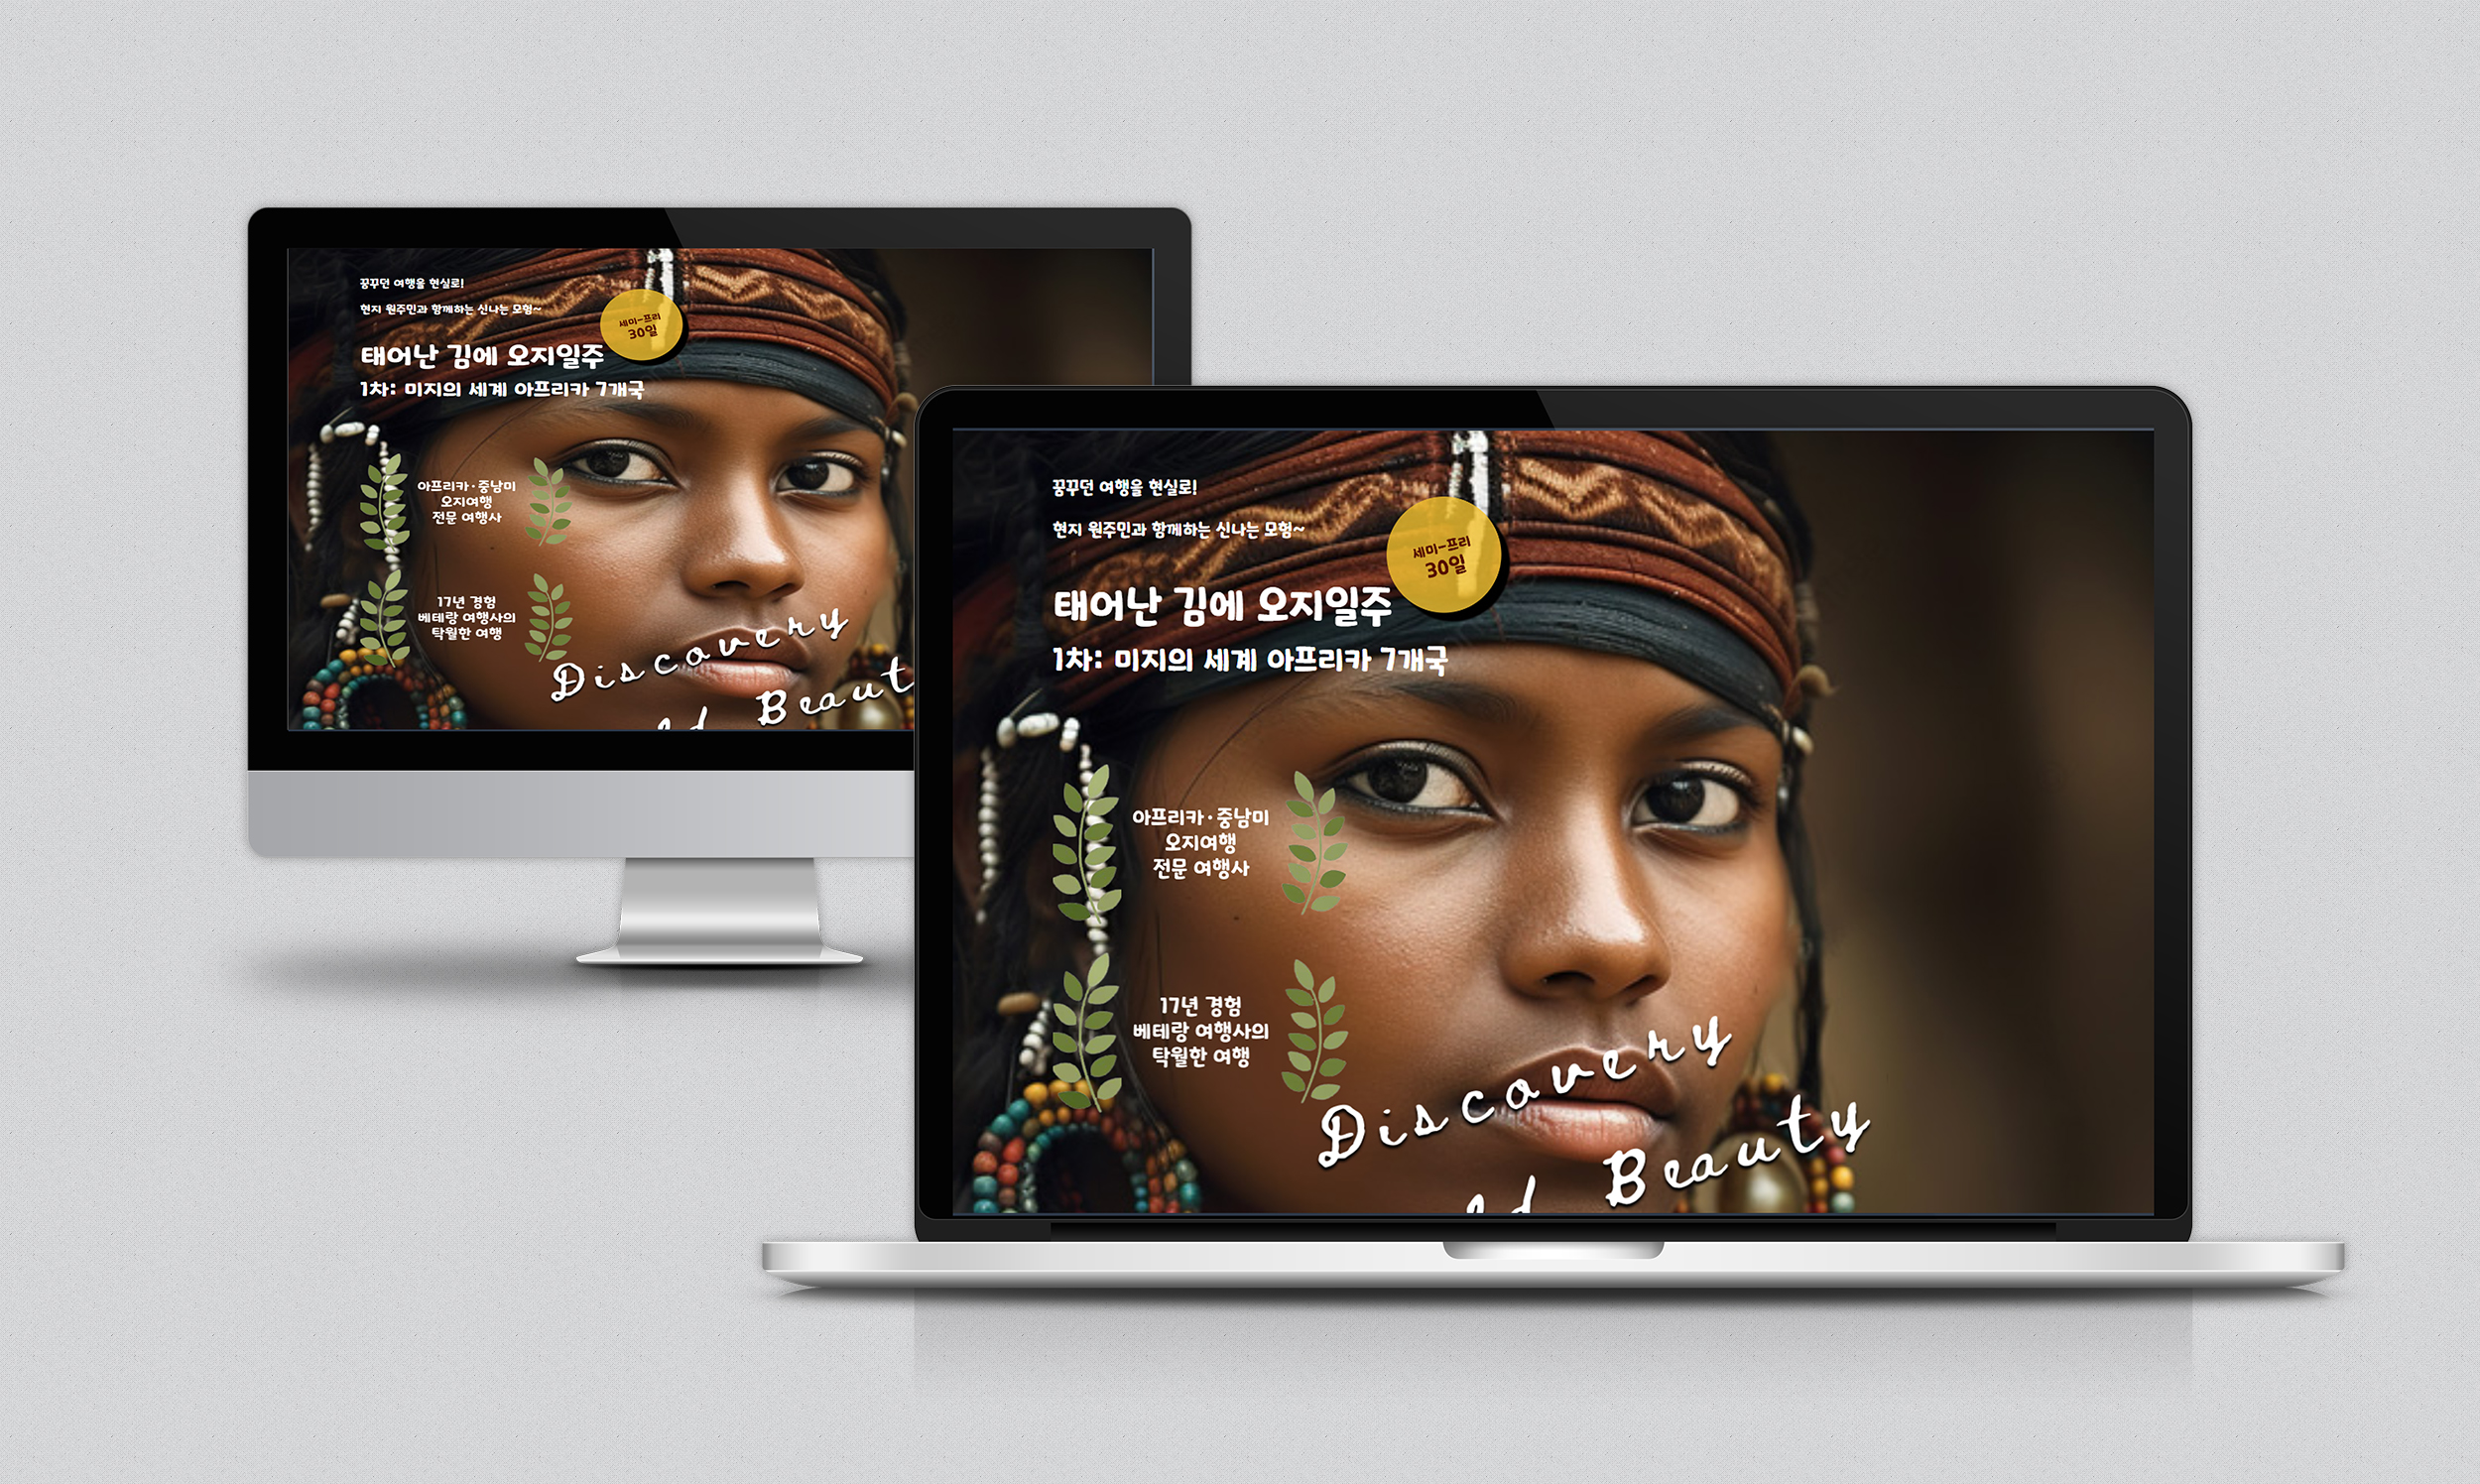 꿈꾸던 여행을 현실로!
현지 원주민과 함께하는 신나는 모험~
세미-프리
30일
태어난 김에 오지일주
1차: 미지의 세계 아프리카 7개국
아프리카·중남미
오지여행
전문 여행사
17년 경험
베테랑 여행사의
탁월한 여행
Discovery
Beaut
꿈꾸던 여행을 현실로!
현지 원주민과 함께하는 신나는 모험~
세미-프리
30일
태어난 김에 오지일주
1차: 미지의 세계 아프리카 7개국
아프리카·중남미
오지여행
전문 여행사
17년 경험
베테랑 여행사의
탁월한 여행
Discovery
Beauty